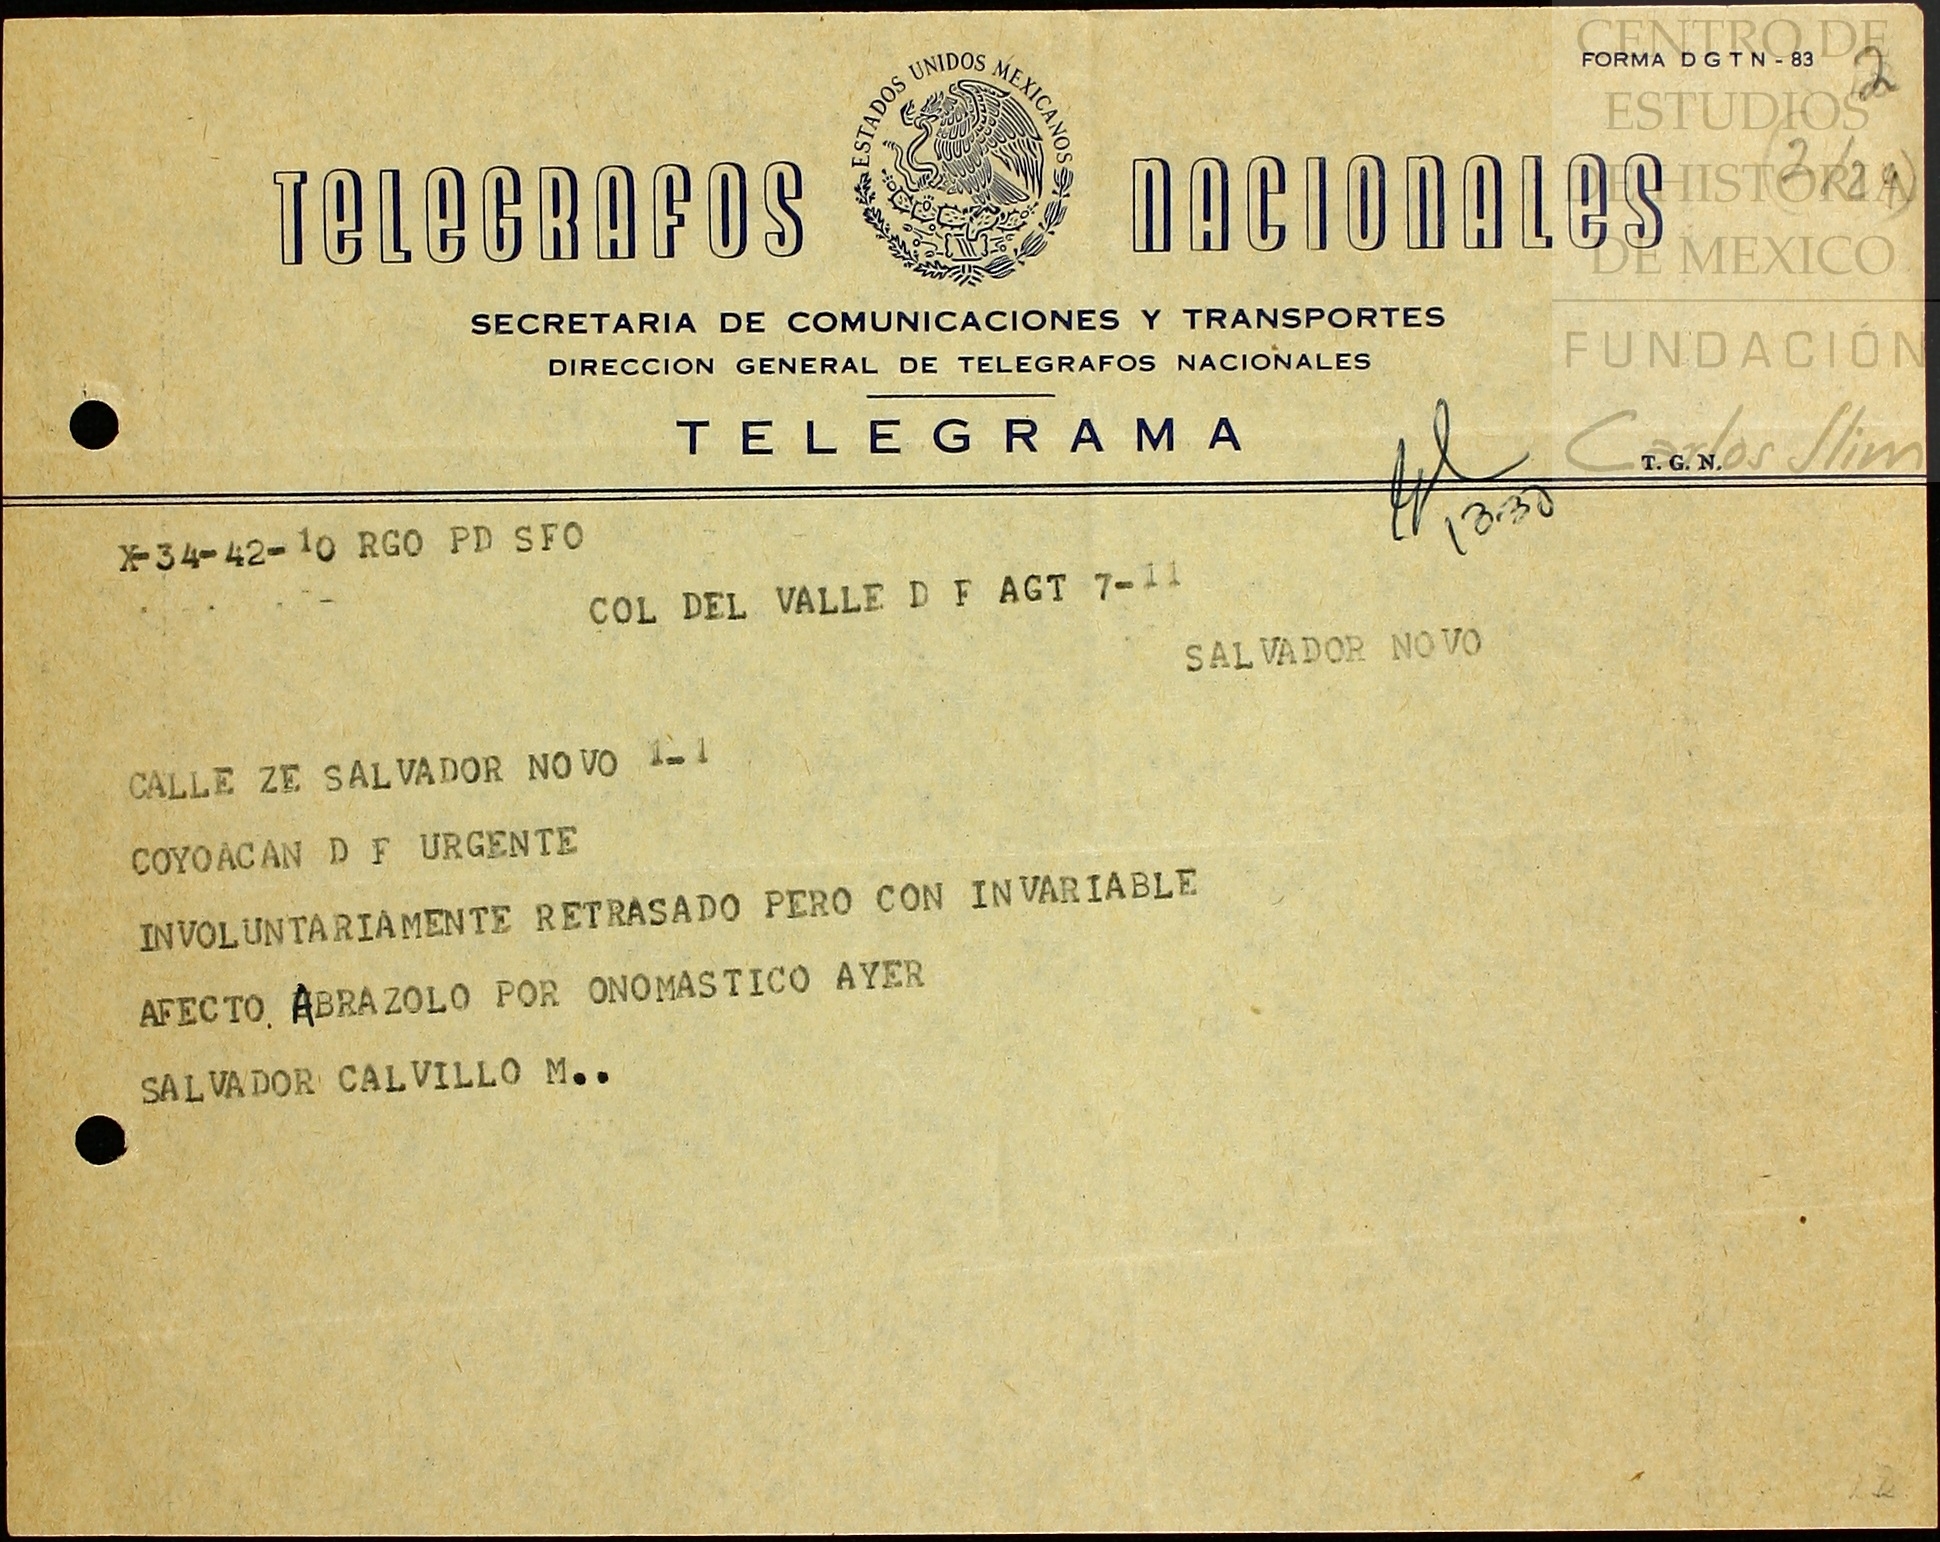 CENTRO DE
ESTUDIOS
DE HISTORIA
DE MEXICO
FUNDACIÓN
Carlos Slim
FORMA DGTN-83
2
(2/29)
ESTADOS UNIDOS MEXICANOS
TELEGRAFOS NACIONALES
SECRETARIA DE COMUNICACIONES Y TRANSPORTES
DIRECCION GENERAL DE TELEGRAFOS NACIONALES
TELEGRAMA
T. G. N.
13-30
X-34-42-10 RGO PD SFO
COL DEL VALLE D F AGT 7-11
SALVADOR NOVO
CALLE ZE SALVADOR NOVO 1-1
COYOACAN D F URGENTE
INVOLUNTARIAMENTE RETRASADO PERO CON INVARIABLE
AFECTO. ABRAZOLO POR ONOMASTICO AYER
SALVADOR CALVILLO M..